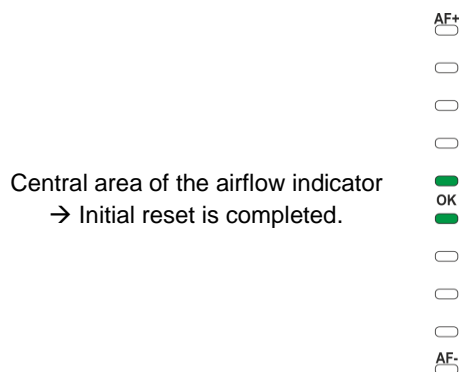 AF+
Central area of the airflow indicator
→ Initial reset is completed.
OK
AF-